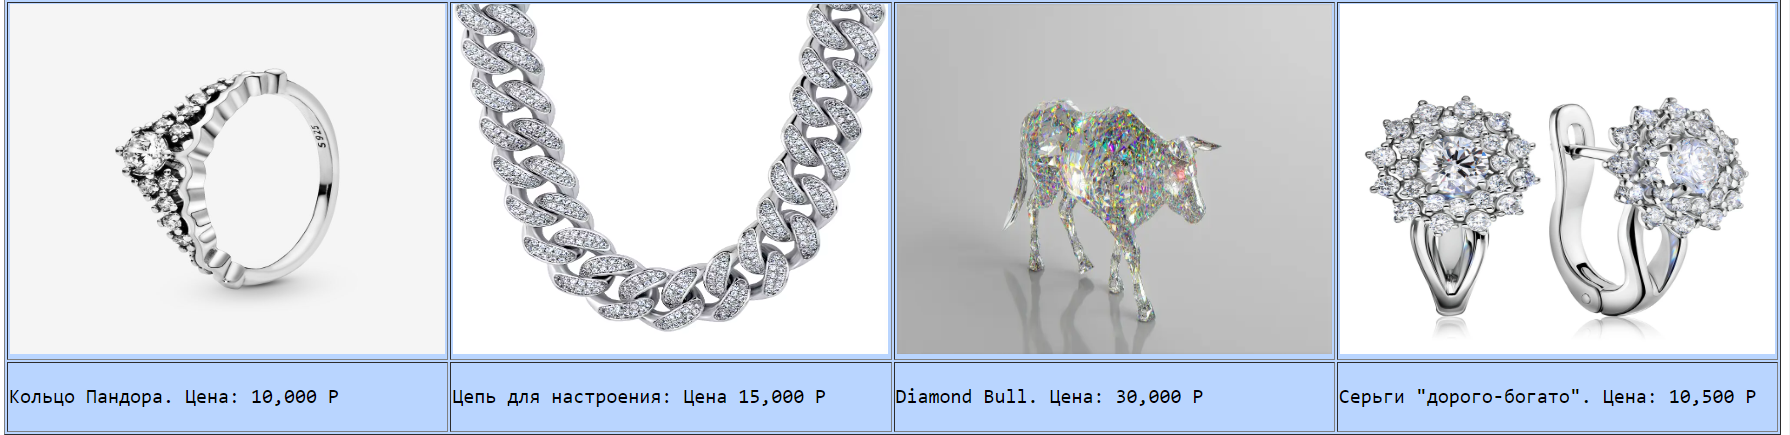 S925
Кольцо Пандора. Цена: 10,000 Р
Цепь для настроения: Цена 15,000 Р
Diamond Bull. Цена: 30,000 Р
Серьги "дорого-богато". Цена: 10,500 Р